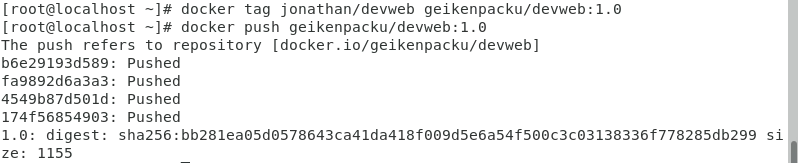 [root@localhost ~]# docker tag jonathan/devweb geikenpacku/devweb:1.0
[root@localhost ~]# docker push geikenpacku/devweb:1.0
The push refers to repository [docker.io/geikenpacku/devweb]
b6e29193d589: Pushed
fa9892d6a3a3: Pushed
4549b87d501d: Pushed
174f56854903: Pushed
1.0: digest: sha256:bb281ea05d0578643ca41da418f009d5e6a54f500c3c03138336f778285db299 si
ze: 1155